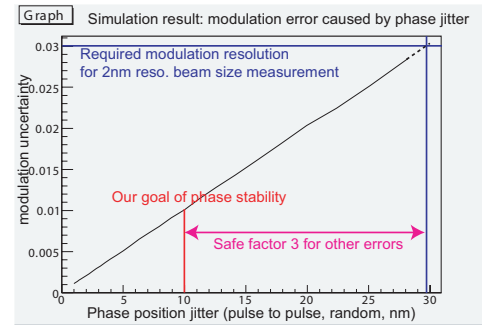 Graph
Simulation result: modulation error caused by phase jitter
Required modulation resolution
for 2nm reso. beam size measurement
Our goal of phase stability
Safe factor 3 for other errors
modulation uncertainty
0.03
0.025
0.02
0.015
0.01
0.005
0
0 5 10 15 20 25 30
Phase position jitter (pulse to pulse, random, nm)